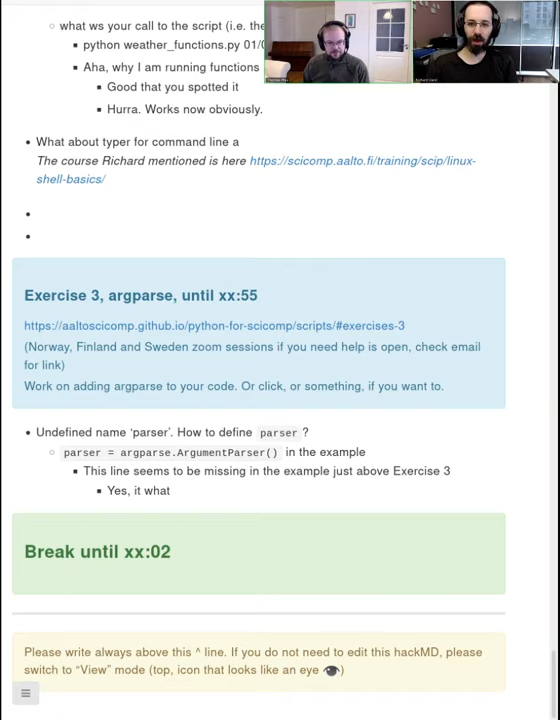 what ws your call to the script (i.e. the
python weather_functions.py 01/0
Aha, why I am running functions
Good that you spotted it
Hurra. Works now obviously.
What about typer for command line a
The course Richard mentioned is here https://scicomp.aalto.fi/training/scip/linux-
shell-basics/
Exercise 3, argparse, until xx:55
https://aaltoscicomp.github.io/python-for-scicomp/scripts/#exercises-3
(Norway, Finland and Sweden zoom sessions if you need help is open, check email
for link)
Work on adding argparse to your code. Or click, or something, if you want to.
Undefined name ‘parser’. How to define parser ?
parser = argparse.ArgumentParser() in the example
This line seems to be missing in the example just above Exercise 3
Yes, it what
Break until xx:02
Please write always above this ^ line. If you do not need to edit this hackMD, please
switch to “View” mode (top, icon that looks like an eye 👁)